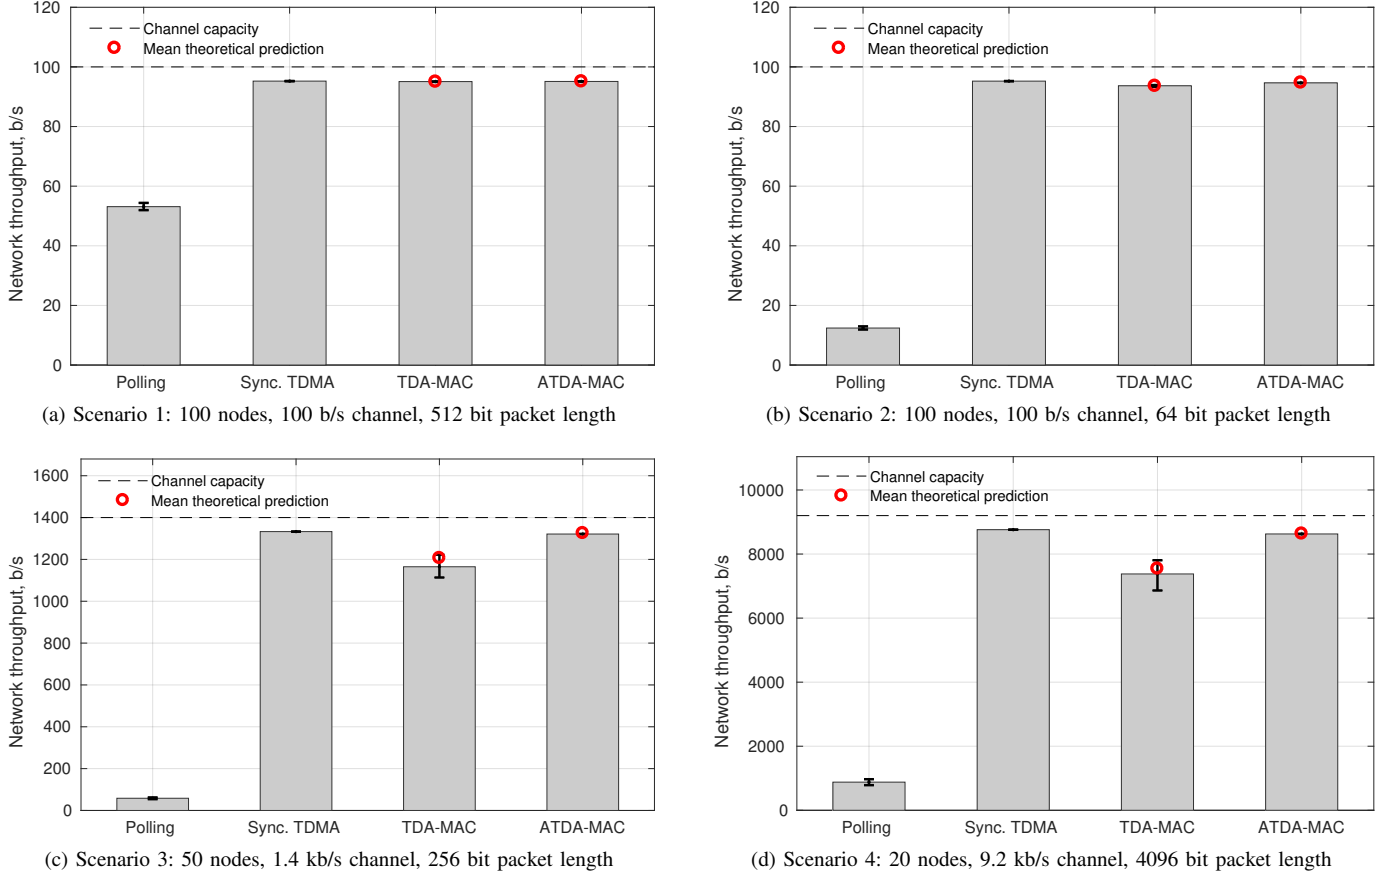 120
100
80
60
40
20
0
Network throughput, b/s
Channel capacity
Mean theoretical prediction
Polling
Sync. TDMA
TDA-MAC
ATDA-MAC
(a) Scenario 1: 100 nodes, 100 b/s channel, 512 bit packet length
120
100
80
60
40
20
0
Network throughput, b/s
Channel capacity
Mean theoretical prediction
Polling
Sync. TDMA
TDA-MAC
ATDA-MAC
(b) Scenario 2: 100 nodes, 100 b/s channel, 64 bit packet length
1600
1400
1200
1000
800
600
400
200
0
Network throughput, b/s
Channel capacity
Mean theoretical prediction
Polling
Sync. TDMA
TDA-MAC
ATDA-MAC
(c) Scenario 3: 50 nodes, 1.4 kb/s channel, 256 bit packet length
10000
8000
6000
4000
2000
0
Network throughput, b/s
Channel capacity
Mean theoretical prediction
Polling
Sync. TDMA
TDA-MAC
ATDA-MAC
(d) Scenario 4: 20 nodes, 9.2 kb/s channel, 4096 bit packet length